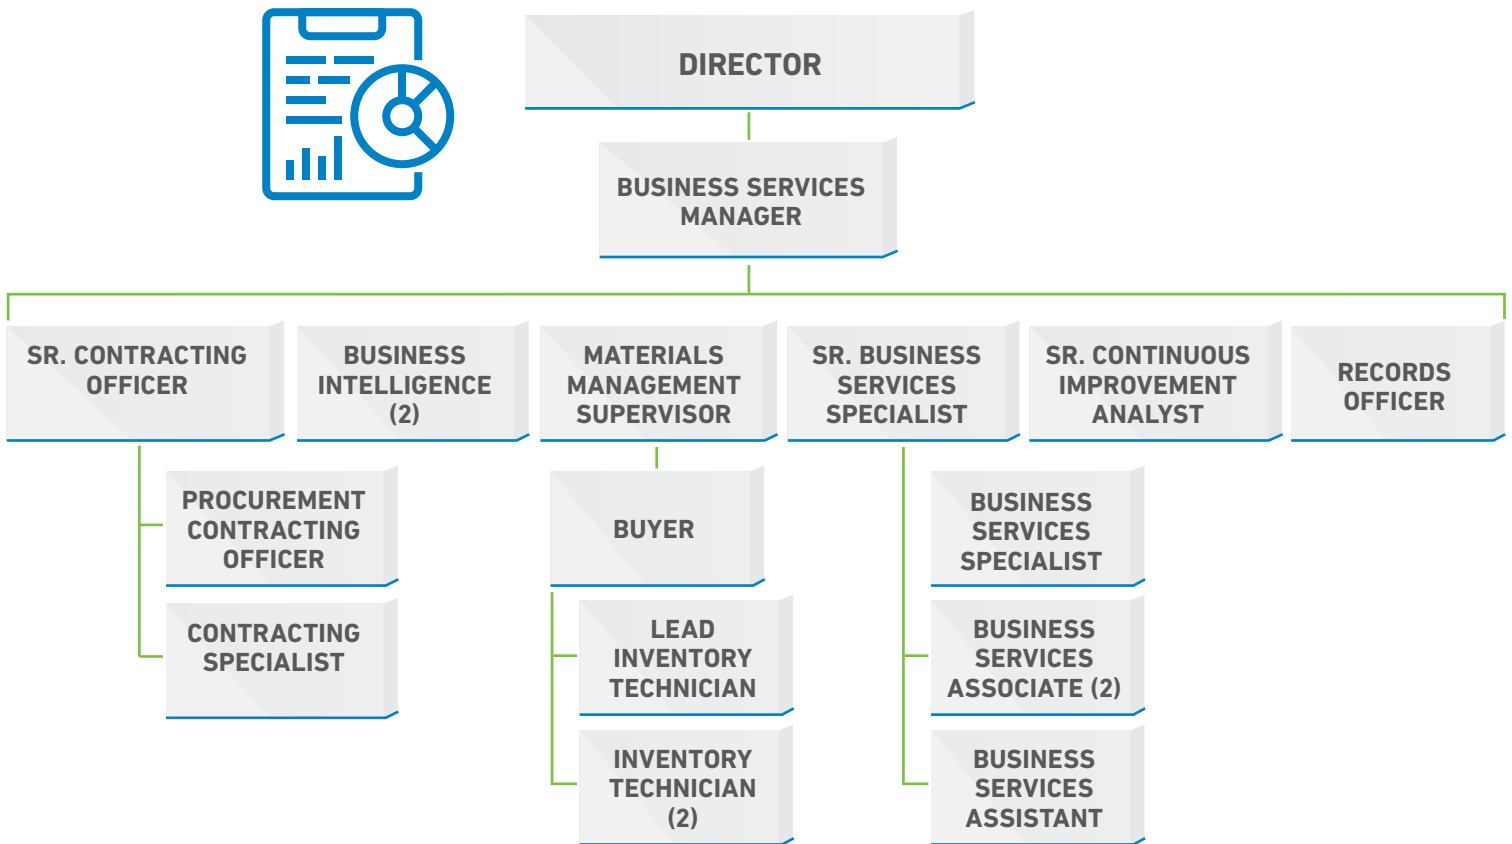 DIRECTOR
BUSINESS SERVICES
MANAGER
SR. CONTRACTING
OFFICER
BUSINESS
INTELLIGENCE
(2)
MATERIALS
MANAGEMENT
SUPERVISOR
SR. BUSINESS
SERVICES
SPECIALIST
SR. CONTINUOUS
IMPROVEMENT
ANALYST
RECORDS
OFFICER
PROCUREMENT
CONTRACTING
OFFICER
CONTRACTING
SPECIALIST
BUYER
LEAD
INVENTORY
TECHNICIAN
INVENTORY
TECHNICIAN
(2)
BUSINESS
SERVICES
SPECIALIST
BUSINESS
SERVICES
ASSOCIATE (2)
BUSINESS
SERVICES
ASSISTANT